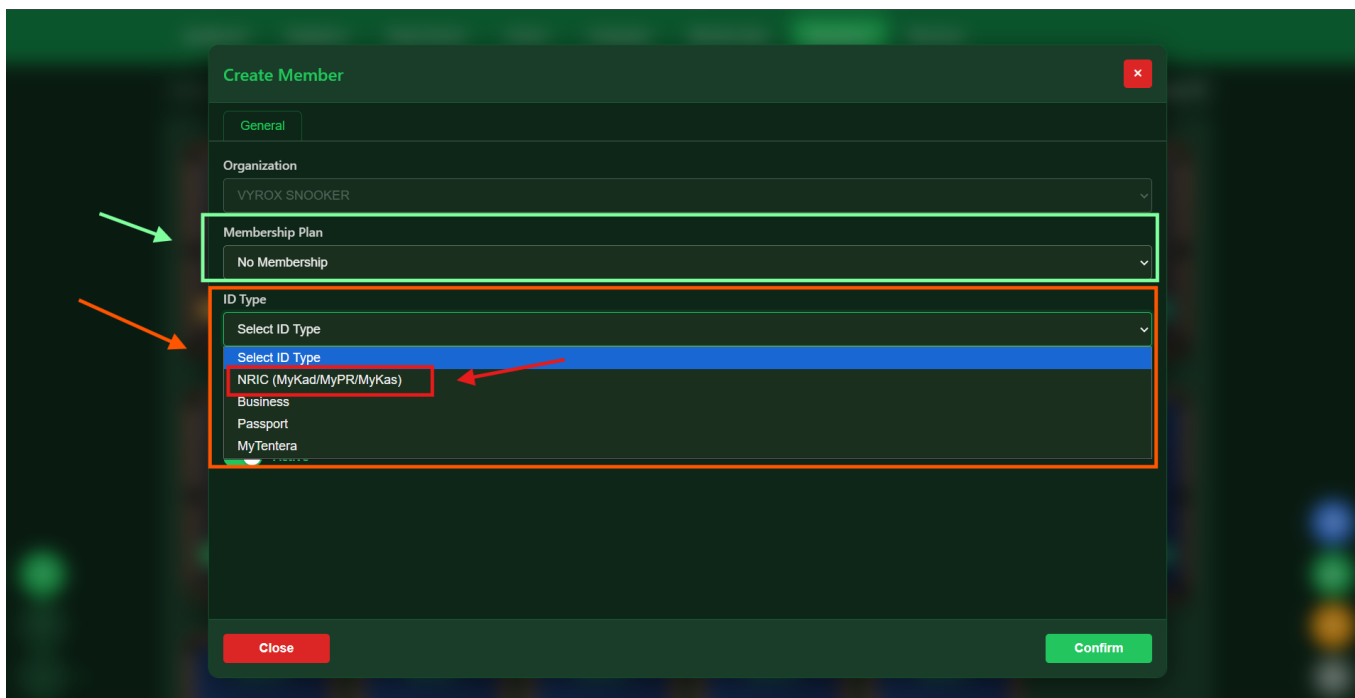 Create Member
×
General
Organization
VYROX SNOOKER
Membership Plan
No Membership
ID Type
Select ID Type
Select ID Type
NRIC (MyKad/MyPR/MyKas)
Business
Passport
MyTentera
Close
Confirm